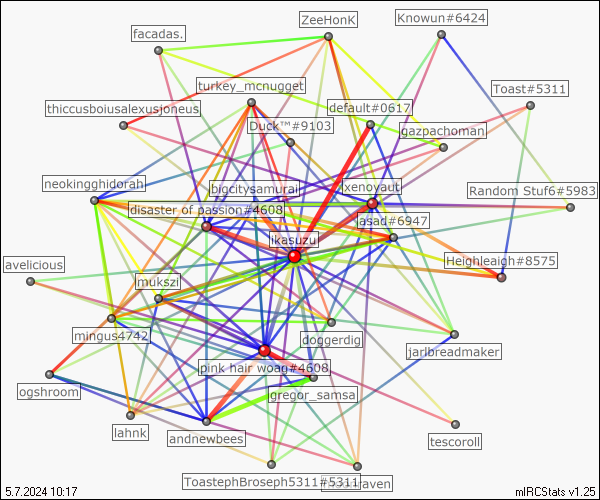 ZeeHonK
Knowun#6424
facadas.
turkey_mcnugget
Toast#5311
thiccusboiusalexusjoneus
default#0617
Duck™#9103
gazpachoman
neokingghidorah
bigcitysamurai
xenoyaut
Random Stuf6#5983
disaster of passion#4608
asad#6947
ikasuzu
avelicious
Heighleaigh#8575
mukszi
mingus4742
doggerdig
jarlbreadmaker
pink hair woag#4608
ogshroom
gregor_samsa
lahnk
andnewbees
tescoroll
ToastephBroseph5311#5311
raven
5.7.2024 10:17
mIRCStats v1.25